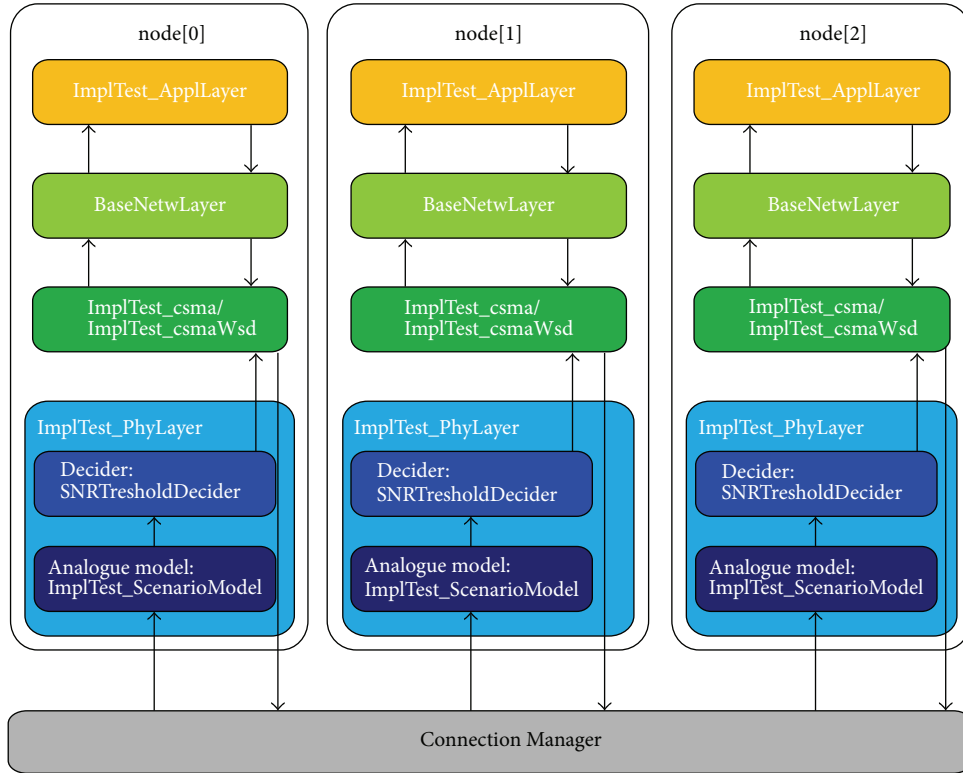 node[0]
ImplTest_ApplLayer
BaseNetwLayer
ImplTest_csma/
ImplTest_csmaWsd
ImplTest_PhyLayer
Decider:
SNRTresholdDecider
Analogue model:
ImplTest_ScenarioModel
node[1]
ImplTest_ApplLayer
BaseNetwLayer
ImplTest_csma/
ImplTest_csmaWsd
ImplTest_PhyLayer
Decider:
SNRTresholdDecider
Analogue model:
ImplTest_ScenarioModel
node[2]
ImplTest_ApplLayer
BaseNetwLayer
ImplTest_csma/
ImplTest_csmaWsd
ImplTest_PhyLayer
Decider:
SNRTresholdDecider
Analogue model:
ImplTest_ScenarioModel
Connection Manager